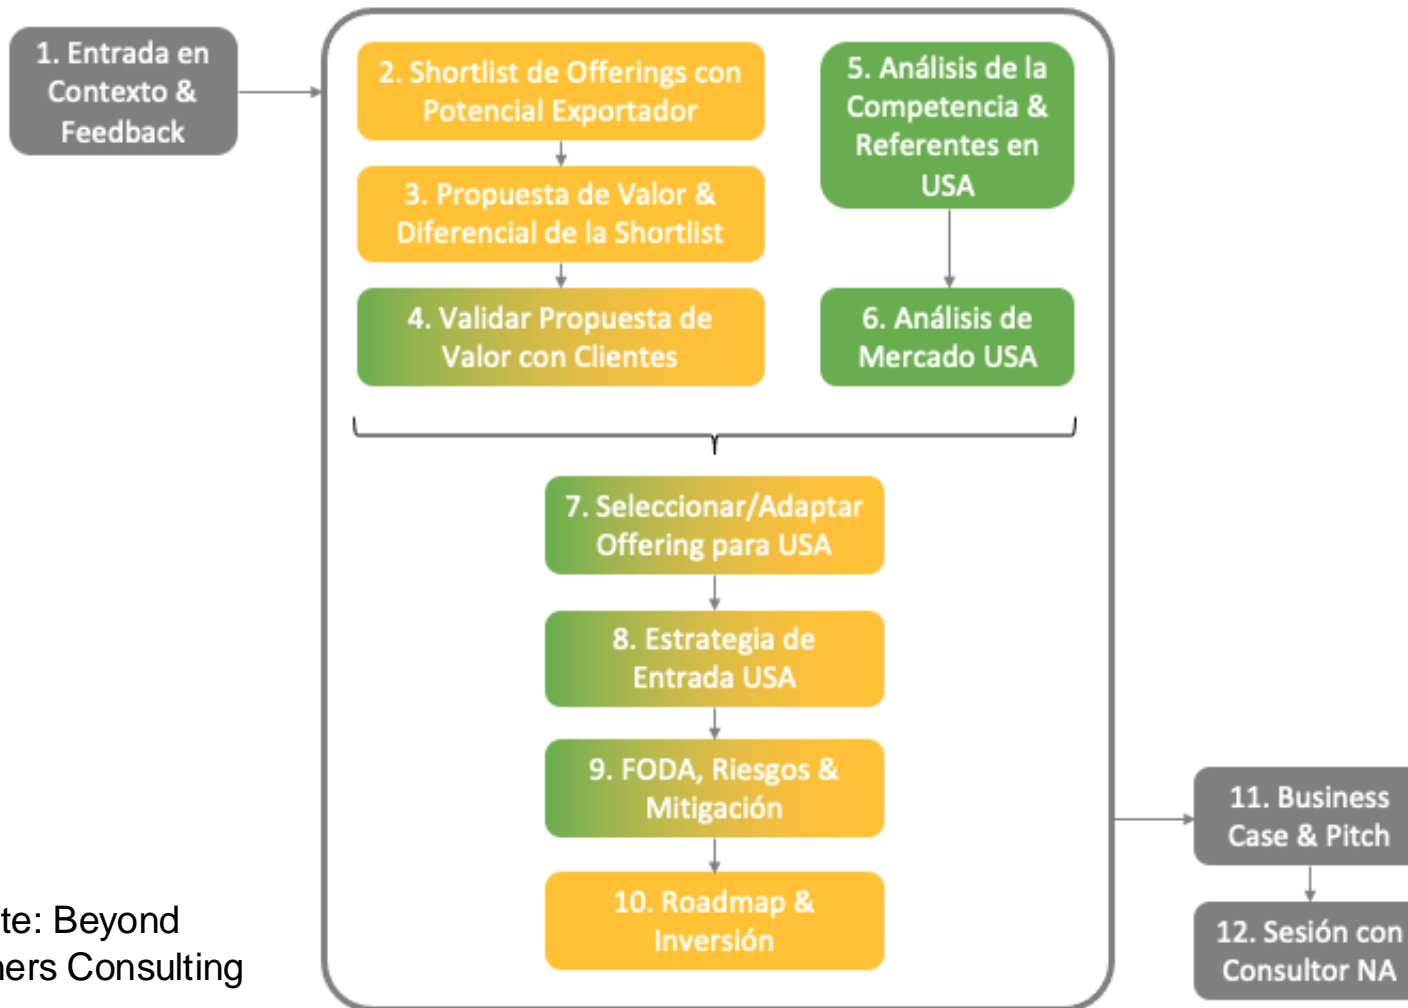 1. Entrada en
Contexto &
Feedback
2. Shortlist de Offerings con
Potencial Exportador
3. Propuesta de Valor &
Diferencial de la Shortlist
4. Validar Propuesta de
Valor con Clientes
5. Análisis de la
Competencia &
Referentes en
USA
6. Análisis de
Mercado USA
7. Seleccionar/Adaptar
Offering para USA
8. Estrategia de
Entrada USA
9. FODA, Riesgos &
Mitigación
10. Roadmap &
Inversión
11. Business
Case & Pitch
12. Sesión con
Consultor NA
te: Beyond
ners Consulting